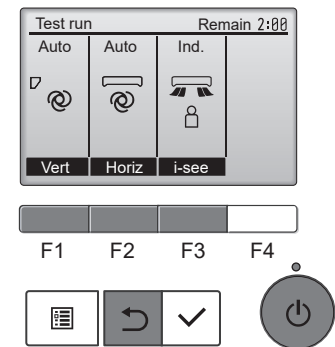 Test run Remain 2:00
Auto Auto Ind.
Vert Horiz i-see
F1 F2 F3 F4